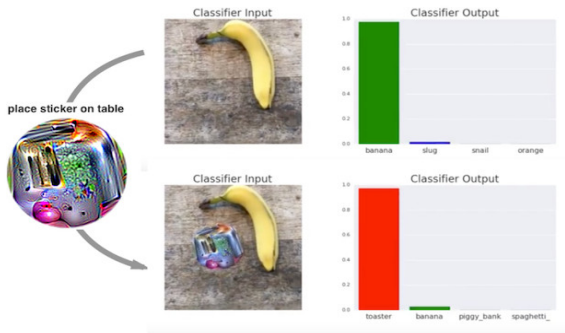 Classifier Input
Classifier Output
1.0
0.8
0.6
0.4
0.2
0.0
banana slug snail orange
place sticker on table
Classifier Input
Classifier Output
1.0
0.8
0.6
0.4
0.2
0.0
toaster banana piggy_bank spaghetti_